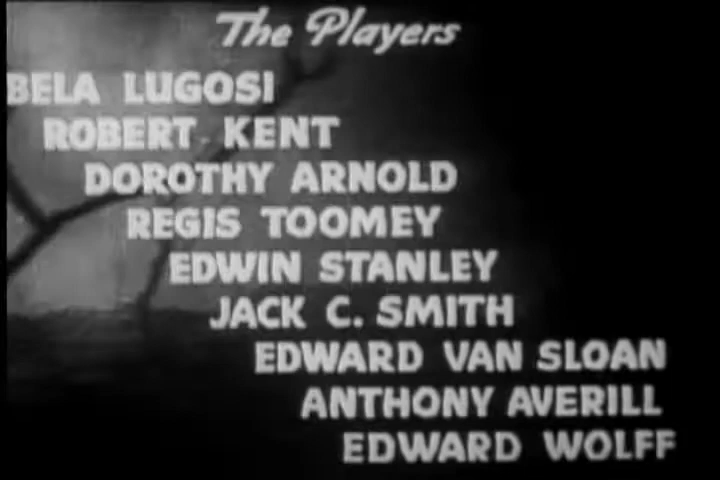 The Players
BELA LUGOSI
ROBERT KENT
DOROTHY ARNOLD
REGIS TOOMEY
EDWIN STANLEY
JACK C. SMITH
EDWARD VAN SLOAN
ANTHONY AVERILL
EDWARD WOLFF